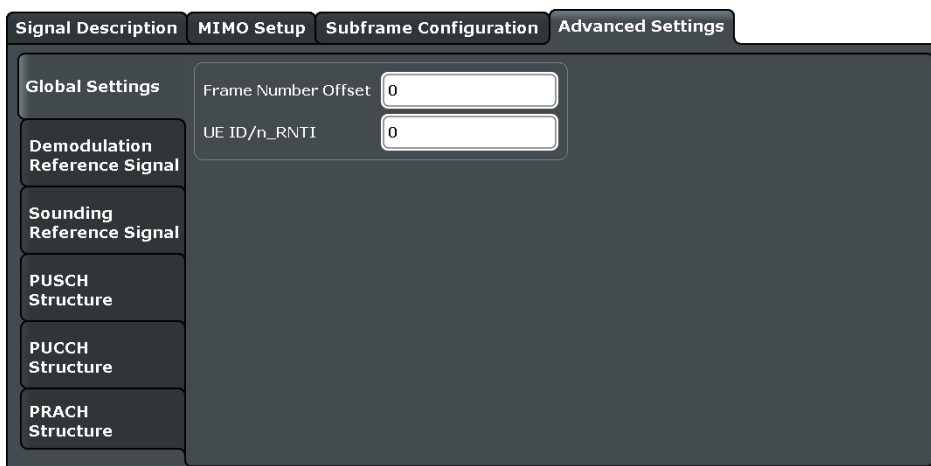 Signal Description MIMO Setup Subframe Configuration Advanced Settings
Global Settings
Frame Number Offset 0
UE ID/n_RNTI 0
Demodulation
Reference Signal
Sounding
Reference Signal
PUSCH
Structure
PUCCH
Structure
PRACH
Structure